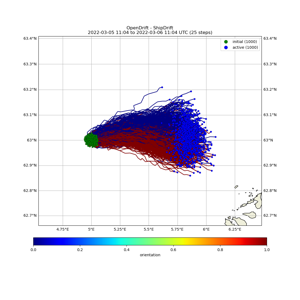 OpenDrift - ShipDrift
2022-03-05 11:04 to 2022-03-06 11:04 UTC (25 steps)
initial (1000)
active (1000)
63.4°N 63.4°N
63.3°N 63.3°N
63.2°N 63.2°N
63.1°N 63.1°N
63°N 63°N
62.9°N 62.9°N
62.8°N 62.8°N
62.7°N 62.7°N
4.75°E 5°E 5.25°E 5.5°E 5.75°E 6°E 6.25°E
0.0 0.2 0.4 0.6 0.8 1.0
orientation